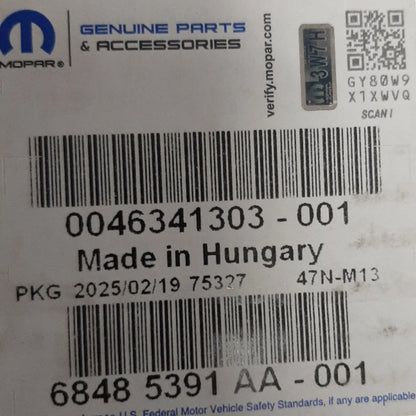 MOPAR®
GENUINE PARTS
& ACCESSORIES
verify.mopar.com
3W7H
GY80W9
X1XWVQ
SCAN!
0046341303 - 001
Made in Hungary
PKG 2025/02/19 75327 47N-M13
6848 5391 AA - 001
U.S. Federal Motor Vehicle Safety Standards, if any are applicable